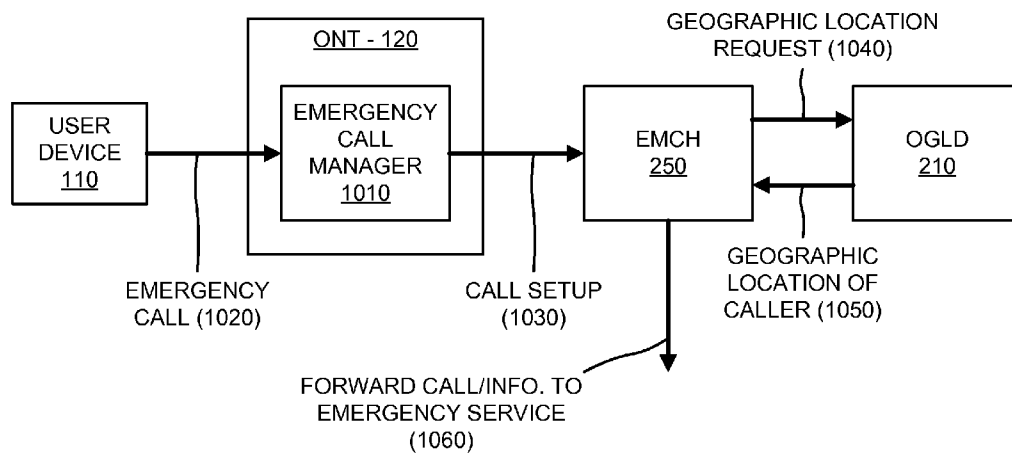 ONT - 120
GEOGRAPHIC LOCATION
REQUEST (1040)
USER
DEVICE
110
EMERGENCY
CALL
MANAGER
1010
EMCH
250
OGLD
210
EMERGENCY
CALL (1020)
CALL SETUP
(1030)
GEOGRAPHIC
LOCATION OF
CALLER (1050)
FORWARD CALL/INFO. TO
EMERGENCY SERVICE
(1060)